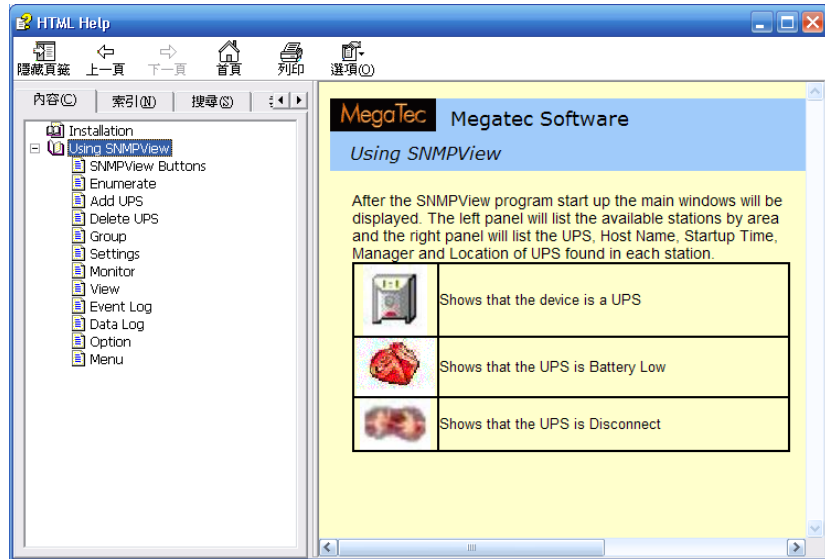 HTML Help
隱藏頁籤 上一頁 下一頁 首頁 列印 選項(O)
內容(C) 索引(N) 搜尋(S)
Installation
Using SNMPView
SNMPView Buttons
Enumerate
Add UPS
Delete UPS
Group
Settings
Monitor
View
Event Log
Data Log
Option
Menu
MegaTec Megatec Software
Using SNMPView
After the SNMPView program start up the main windows will be
displayed. The left panel will list the available stations by area
and the right panel will list the UPS, Host Name, Startup Time,
Manager and Location of UPS found in each station.
Shows that the device is a UPS
Shows that the UPS is Battery Low
Shows that the UPS is Disconnect